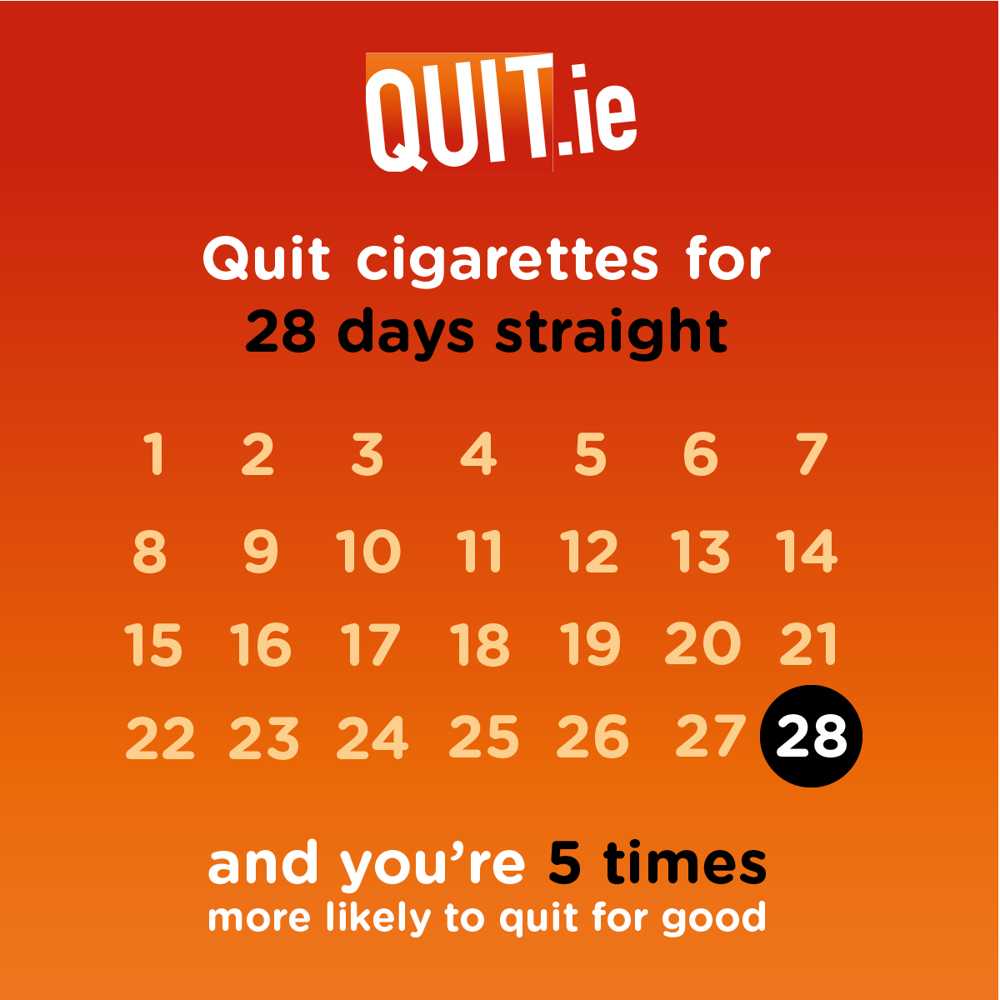 QUIT.ie
Quit cigarettes for
28 days straight
1 2 3 4 5 6 7
8 9 10 11 12 13 14
15 16 17 18 19 20 21
22 23 24 25 26 27 28
and you’re 5 times
more likely to quit for good